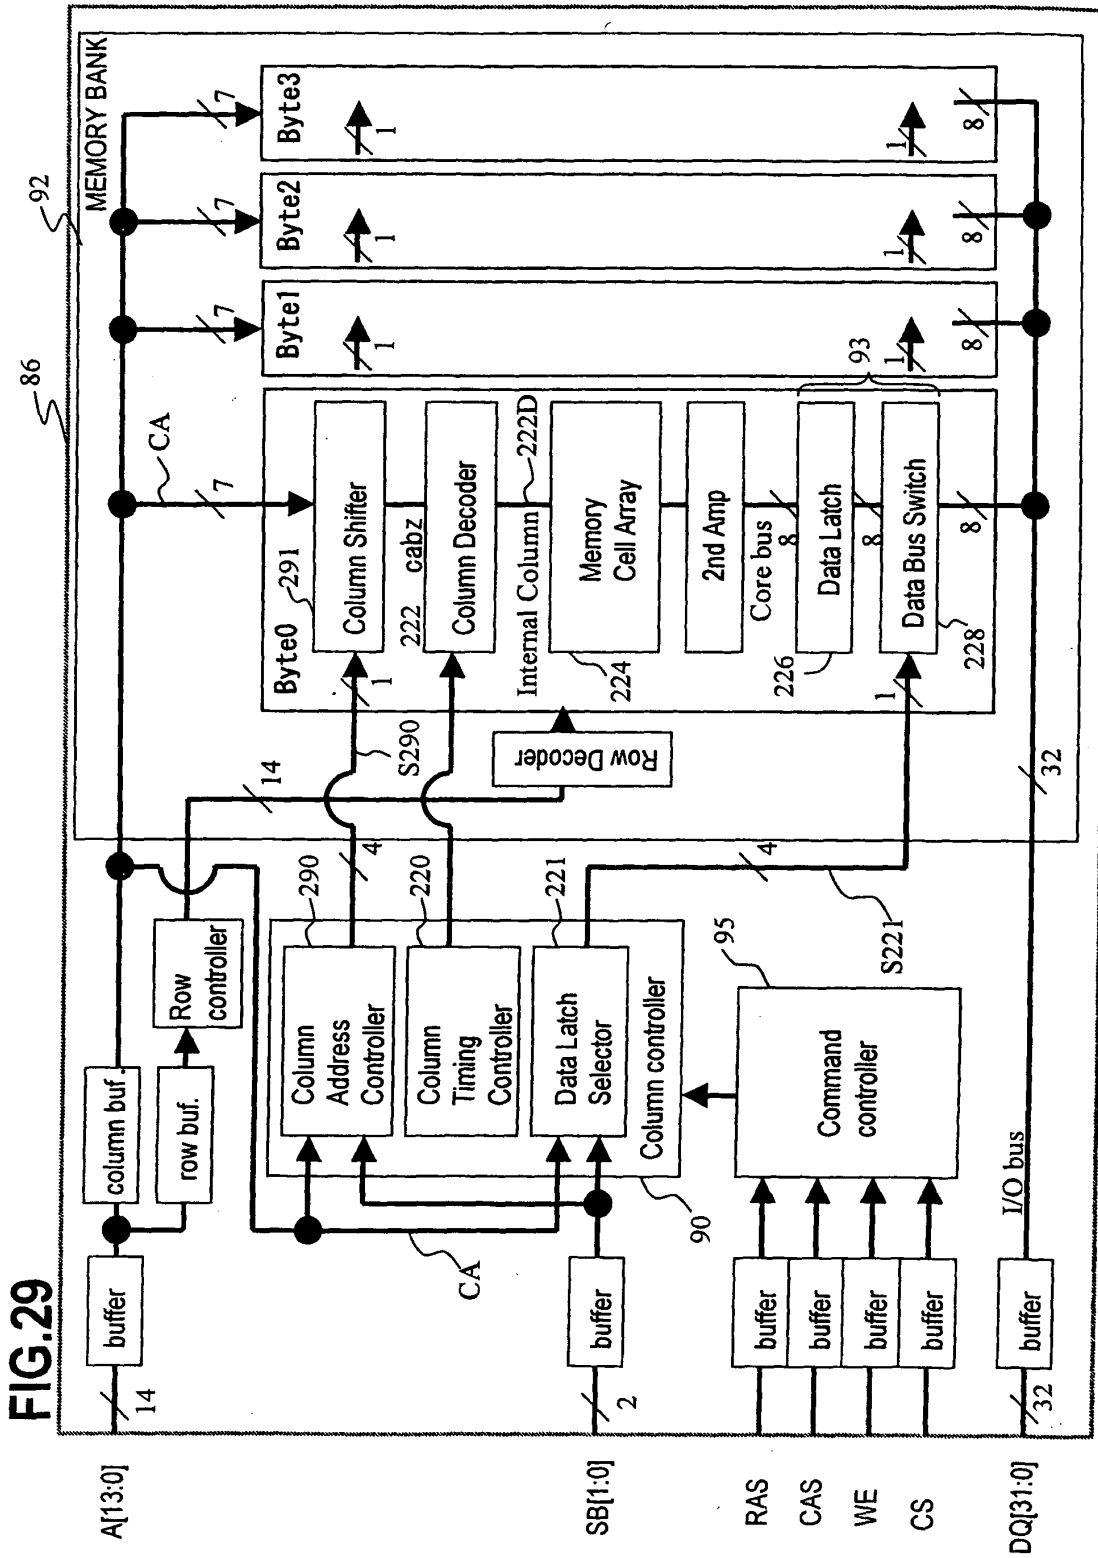 FIG.29
A[13:0]
14
buffer
column buf.
row buf.
Row
controller
14
86
92
MEMORY BANK
CA
7
7
7
7
Byte0
291
Column Shifter
1
S290
222
cabz
Column Decoder
Internal Column
222D
Memory
Cell Array
224
Row Decoder
2nd Amp
Core bus
8
Data Latch
226
8
Data Bus Switch
228
93
1
8
Byte1
1
1
8
Byte2
1
1
8
Byte3
1
1
8
290
Column
Address
Controller
4
220
Column
Timing
Controller
221
Data Latch
Selector
4
S221
Column controller
90
CA
SB[1:0]
2
buffer
95
Command
controller
RAS
buffer
CAS
buffer
WE
buffer
CS
buffer
DQ[31:0]
32
buffer
I/O bus
32